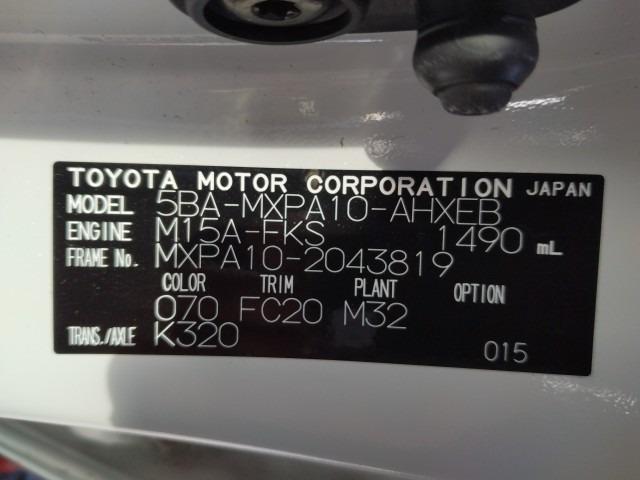 TOYOTA MOTOR CORPORATION JAPAN
MODEL 5BA-MXPA10-AHXEB
ENGINE M15A-FKS 1490 mL
FRAME No. MXPA10-2043819
COLOR TRIM PLANT OPTION
070 FC20 M32
TRANS./AXLE K320
015